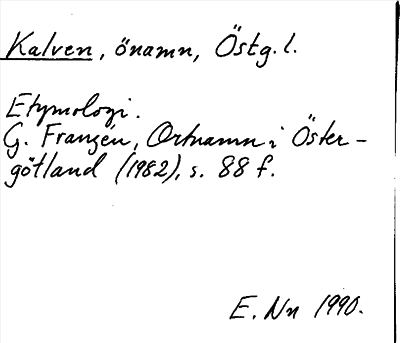 Kalven, önamn, Östg. l.
Etymologi.
G. Franzén, Ortnamn i Öster-
götland (1982), s. 88 f.
E. Nn 1990.